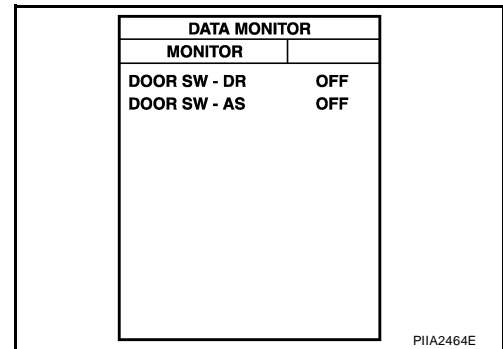 DATA MONITOR
MONITOR
DOOR SW - DR OFF
DOOR SW - AS OFF
PIIA2464E